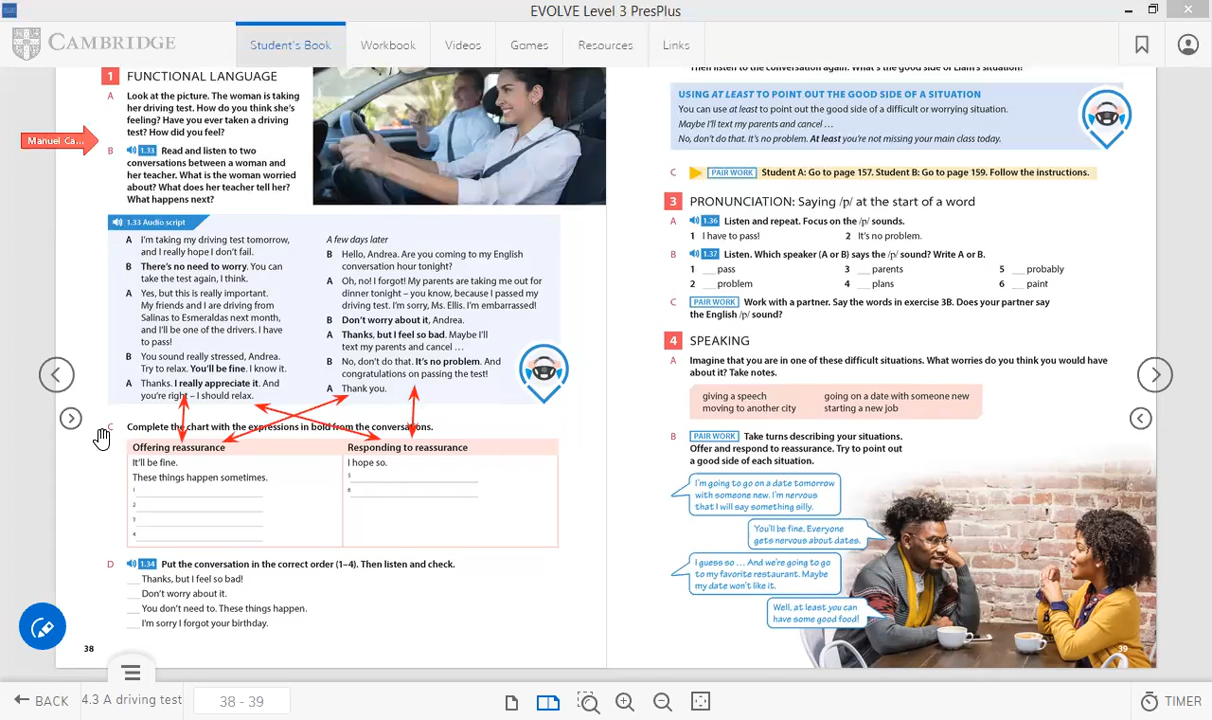 EVOLVE Level 3 PresPlus
CAMBRIDGE
Student's Book
Workbook
Videos
Games
Resources
Links
1 FUNCTIONAL LANGUAGE
A Look at the picture. The woman is taking
her driving test. How do you think she's
feeling? Have you ever taken a driving
test? How did you feel?
Manuel Ca...
B 1.33 Read and listen to two
conversations between a woman and
her teacher. What is the woman worried
about? What does her teacher tell her?
What happens next?
1.33 Audio script
A I'm taking my driving test tomorrow,
and I really hope I don't fail.
B There's no need to worry. You can
take the test again, I think.
A Yes, but this is really important.
My friends and I are driving from
Salinas to Esmeraldas next month,
and I'll be one of the drivers. I have
to pass!
B You sound really stressed, Andrea.
Try to relax. You'll be fine. I know it.
A Thanks. I really appreciate it. And
you're right – I should relax.
A few days later
B Hello, Andrea. Are you coming to my English
conversation hour tonight?
A Oh, no! I forgot! My parents are taking me out for
dinner tonight – you know, because I passed my
driving test. I'm sorry, Ms. Ellis. I'm embarrassed!
B Don't worry about it, Andrea.
A Thanks, but I feel so bad. Maybe I'll
text my parents and cancel …
B No, don't do that. It's no problem. And
congratulations on passing the test!
A Thank you.
C Complete the chart with the expressions in bold from the conversations.
Offering reassurance
Responding to reassurance
It'll be fine.
These things happen sometimes.
1
2
3
4
I hope so.
5
6
D 1.34 Put the conversation in the correct order (1–4). Then listen and check.
___ Thanks, but I feel so bad!
___ Don't worry about it.
___ You don't need to. These things happen.
___ I'm sorry I forgot your birthday.
38
Then listen to the conversation again. What's the good side of Liam's situation?
USING AT LEAST TO POINT OUT THE GOOD SIDE OF A SITUATION
You can use at least to point out the good side of a difficult or worrying situation.
Maybe I'll text my parents and cancel …
No, don't do that. It's no problem. At least you're not missing your main class today.
C PAIR WORK Student A: Go to page 157. Student B: Go to page 159. Follow the instructions.
3 PRONUNCIATION: Saying /p/ at the start of a word
A 1.36 Listen and repeat. Focus on the /p/ sounds.
1 I have to pass! 2 It's no problem.
B 1.37 Listen. Which speaker (A or B) says the /p/ sound? Write A or B.
1 ___ pass 3 ___ parents 5 ___ probably
2 ___ problem 4 ___ plans 6 ___ paint
C PAIR WORK Work with a partner. Say the words in exercise 3B. Does your partner say
the English /p/ sound?
4 SPEAKING
A Imagine that you are in one of these difficult situations. What worries do you think you would have
about it? Take notes.
giving a speech going on a date with someone new
moving to another city starting a new job
B PAIR WORK Take turns describing your situations.
Offer and respond to reassurance. Try to point out
a good side of each situation.
I'm going to go on a date tomorrow
with someone new. I'm nervous
that I will say something silly.
You'll be fine. Everyone
gets nervous about dates.
I guess so … And we're going to
go to my favorite restaurant. Maybe
my date won't like it.
Well, at least you can
have some good food!
39
BACK
4.3 A driving test
38 - 39
TIMER